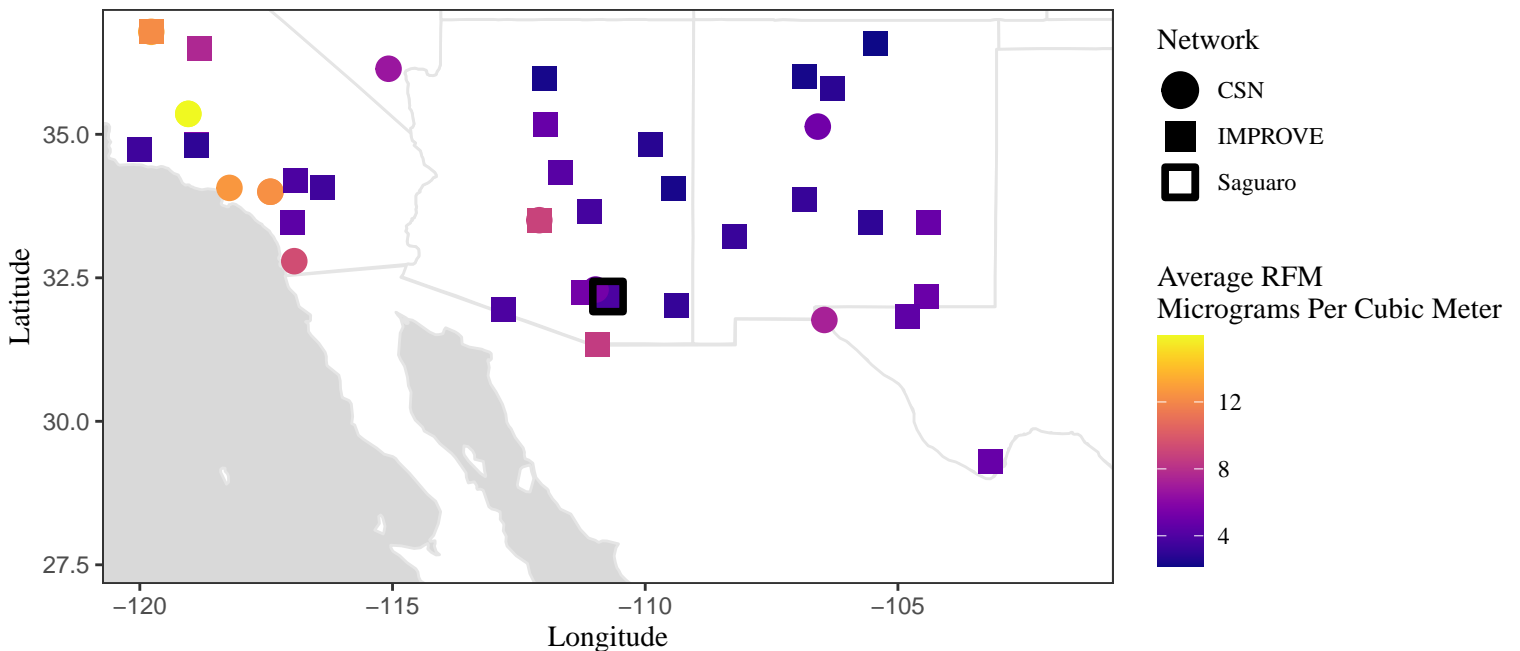 35.0
32.5
30.0
27.5
Latitude
−120
−115
−110
−105
Longitude
Network
CSN
IMPROVE
Saguaro
Average RFM
Micrograms Per Cubic Meter
12
8
4